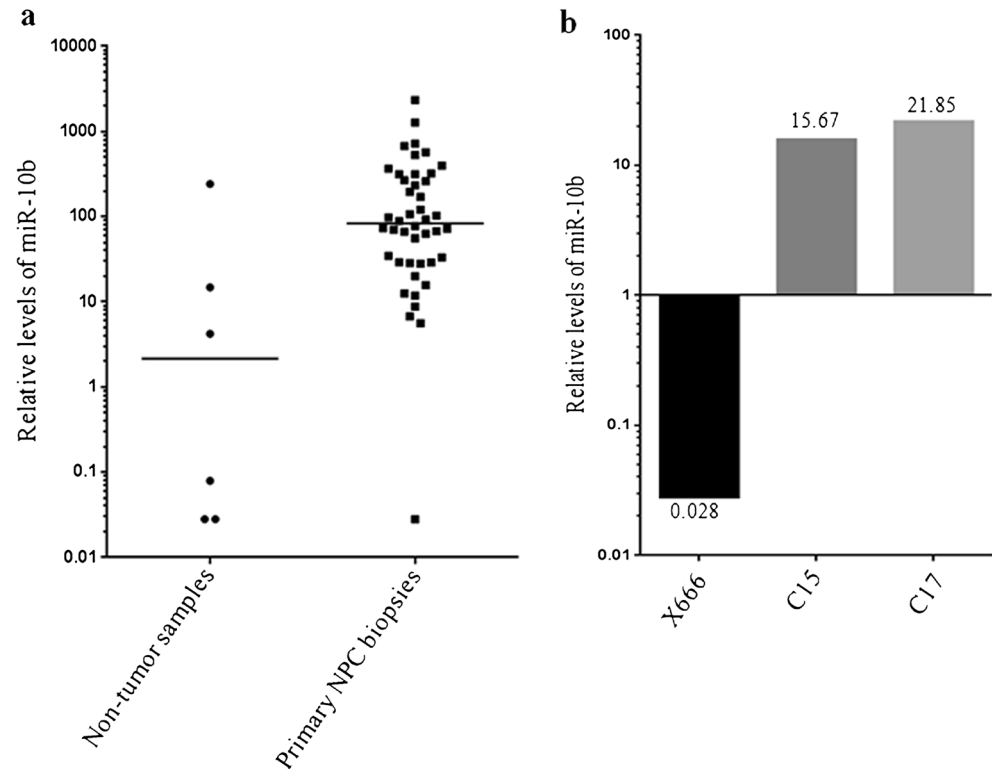 a
Relative levels of miR-10b
10000
1000
100
10
1
0.1
0.01
Non-tumor samples
Primary NPC biopsies
b
Relative levels of miR-10b
100
10
1
0.1
0.01
0.028
15.67
21.85
X666
C15
C17